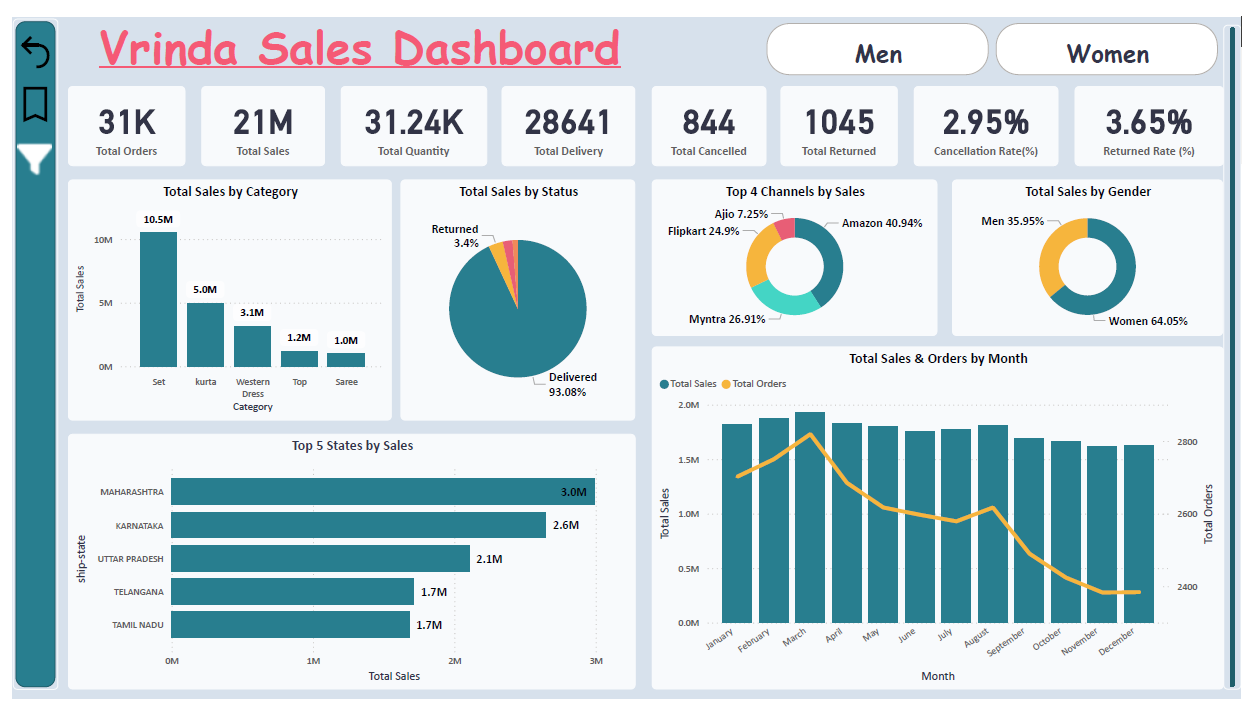 Vrinda Sales Dashboard
Men
Women
31K
Total Orders
21M
Total Sales
31.24K
Total Quantity
28641
Total Delivery
844
Total Cancelled
1045
Total Returned
2.95%
Cancellation Rate(%)
3.65%
Returned Rate (%)
Total Sales by Category
Total Sales
10M
5M
0M
10.5M
5.0M
3.1M
1.2M
1.0M
Set
kurta
Western
Dress
Top
Saree
Category
Total Sales by Status
Returned
3.4%
Delivered
93.08%
Top 4 Channels by Sales
Ajio 7.25%
Amazon 40.94%
Flipkart 24.9%
Myntra 26.91%
Total Sales by Gender
Men 35.95%
Women 64.05%
Top 5 States by Sales
ship-state
MAHARASHTRA
3.0M
KARNATAKA
2.6M
UTTAR PRADESH
2.1M
TELANGANA
1.7M
TAMIL NADU
1.7M
0M
1M
2M
3M
Total Sales
Total Sales & Orders by Month
Total Sales
Total Orders
Total Sales
2.0M
1.5M
1.0M
0.5M
0.0M
2800
2600
2400
Total Orders
January
February
March
April
May
June
July
August
September
October
November
December
Month